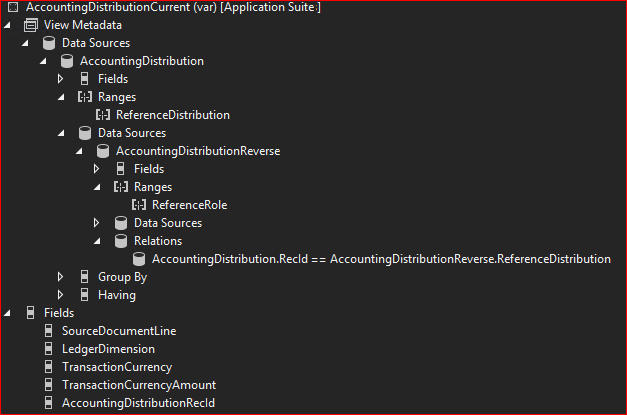 AccountingDistributionCurrent (var) [Application Suite]
View Metadata
Data Sources
AccountingDistribution
Fields
Ranges
ReferenceDistribution
Data Sources
AccountingDistributionReverse
Fields
Ranges
ReferenceRole
Data Sources
Relations
AccountingDistribution.RecId == AccountingDistributionReverse.ReferenceDistribution
Group By
Having
Fields
SourceDocumentLine
LedgerDimension
TransactionCurrency
TransactionCurrencyAmount
AccountingDistributionRecId